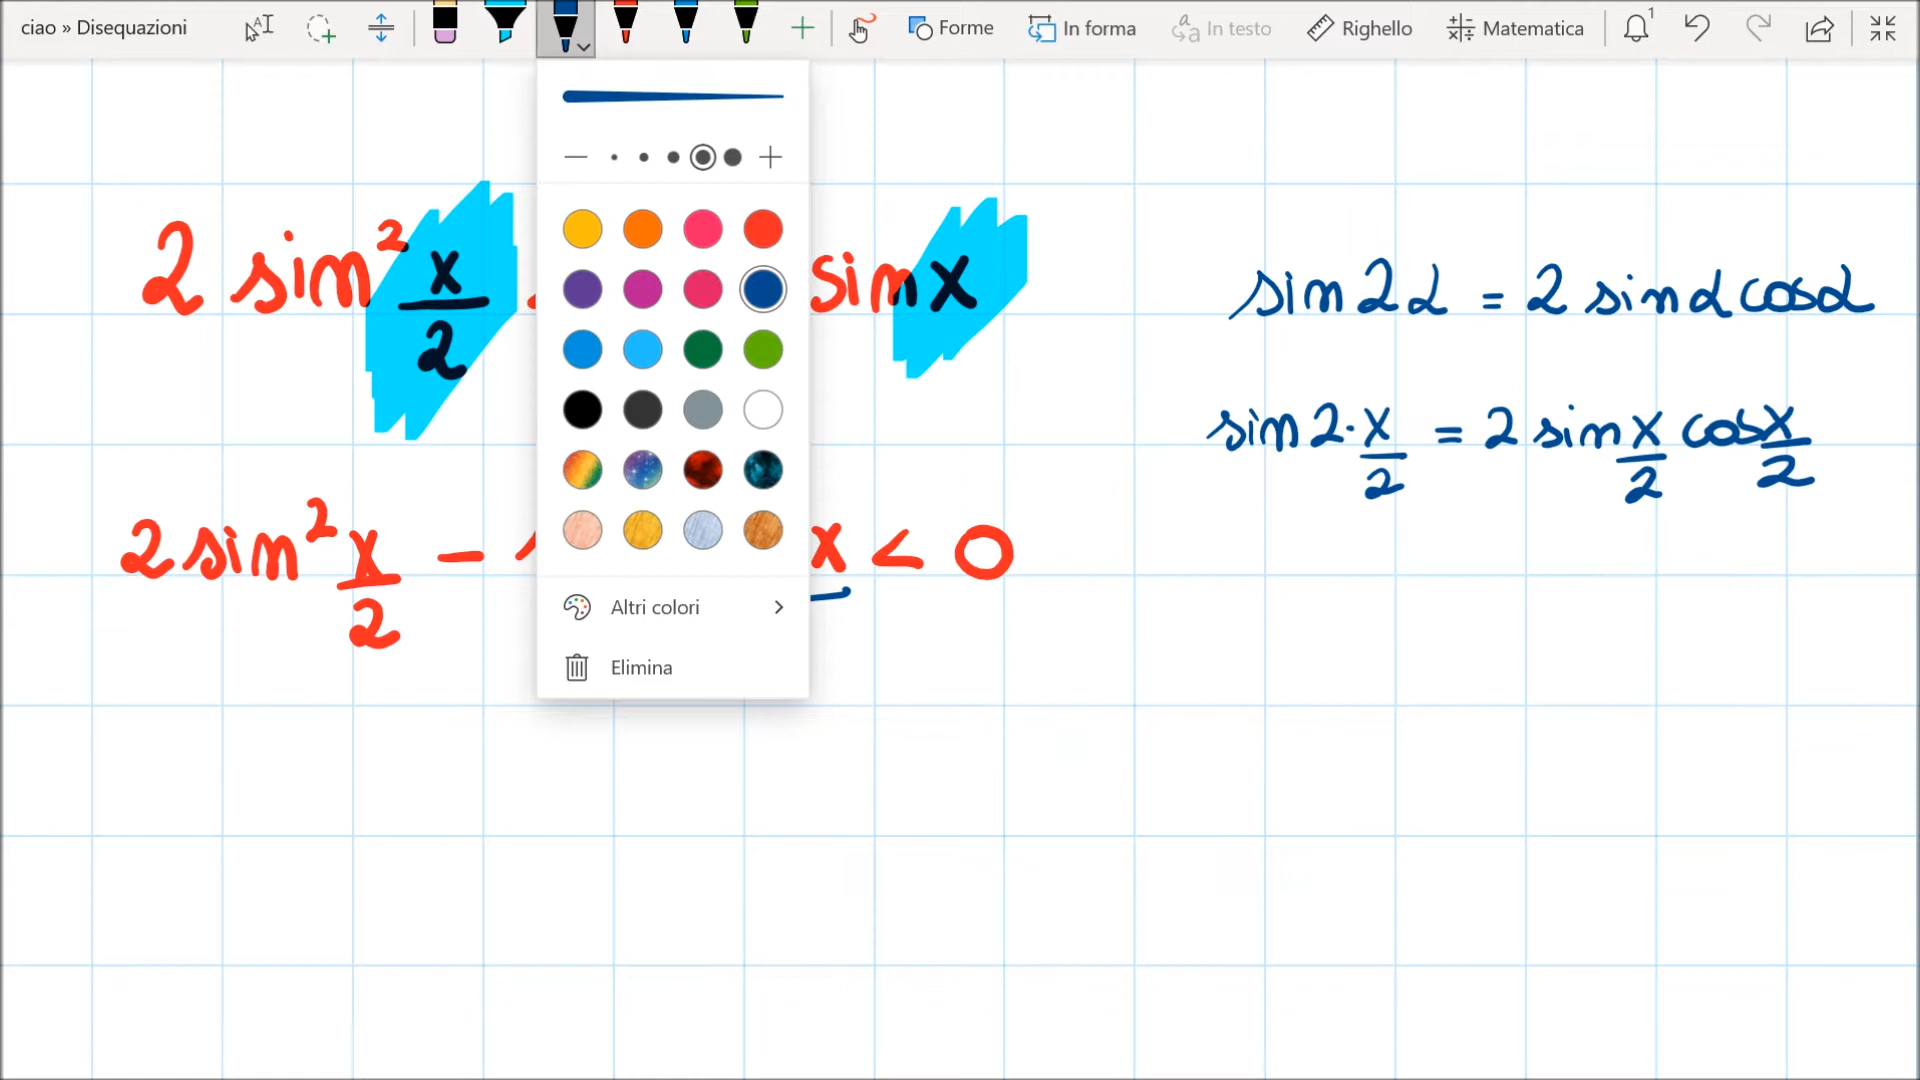 ciao » Disequazioni Forme In forma In testo Righello Matematica 1
2 sin² x/2 sin x
sin 2α = 2 sin α cos α
sin 2·x/2 = 2 sin x/2 cos x/2
2 sin² x/2 - x < 0
Altri colori
Elimina